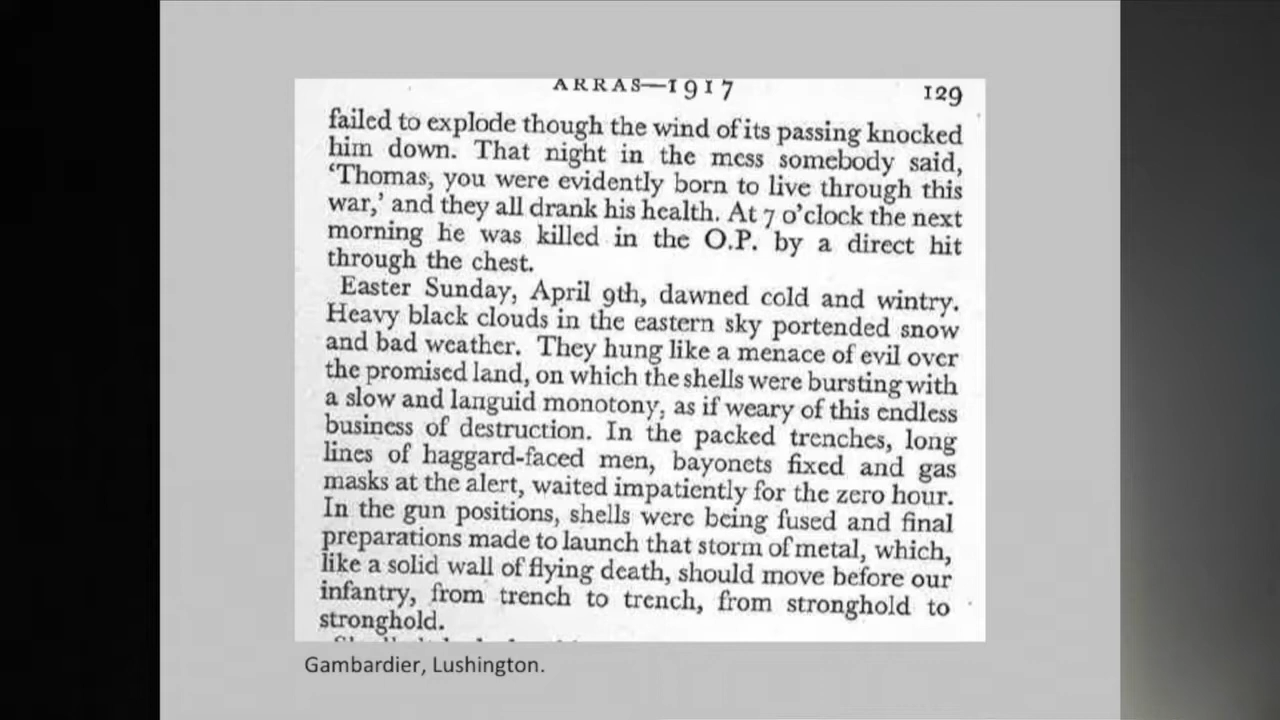 ARRAS—1917 129
failed to explode though the wind of its passing knocked
him down. That night in the mess somebody said,
‘Thomas, you were evidently born to live through this
war,’ and they all drank his health. At 7 o’clock the next
morning he was killed in the O.P. by a direct hit
through the chest.
Easter Sunday, April 9th, dawned cold and wintry.
Heavy black clouds in the eastern sky portended snow
and bad weather. They hung like a menace of evil over
the promised land, on which the shells were bursting with
a slow and languid monotony, as if weary of this endless
business of destruction. In the packed trenches, long
lines of haggard-faced men, bayonets fixed and gas
masks at the alert, waited impatiently for the zero hour.
In the gun positions, shells were being fused and final
preparations made to launch that storm of metal, which,
like a solid wall of flying death, should move before our
infantry, from trench to trench, from stronghold to
stronghold.
Gambardier, Lushington.